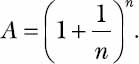 A = (1 + 1/n)^n.